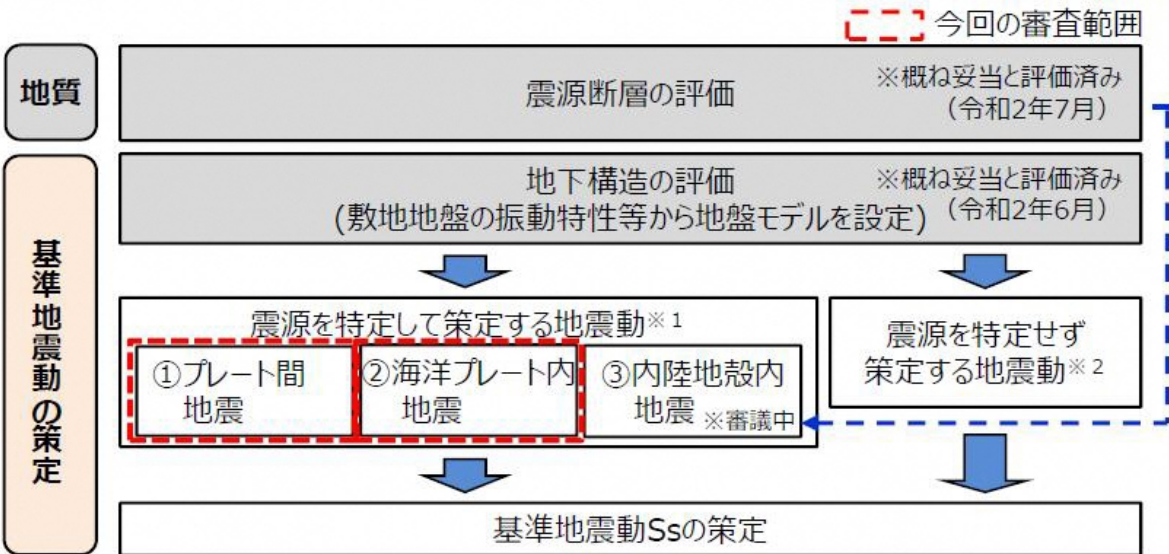 今回の審査範囲
地質
震源断層の評価
※概ね妥当と評価済み
(令和2年7月)
基準地震動の策定
地下構造の評価
(敷地地盤の振動特性等から地盤モデルを設定)
※概ね妥当と評価済み
(令和2年6月)
震源を特定して策定する地震動※1
①プレート間
地震
②海洋プレート内
地震
③内陸地殻内
地震 ※審議中
震源を特定せず
策定する地震動※2
基準地震動Ssの策定